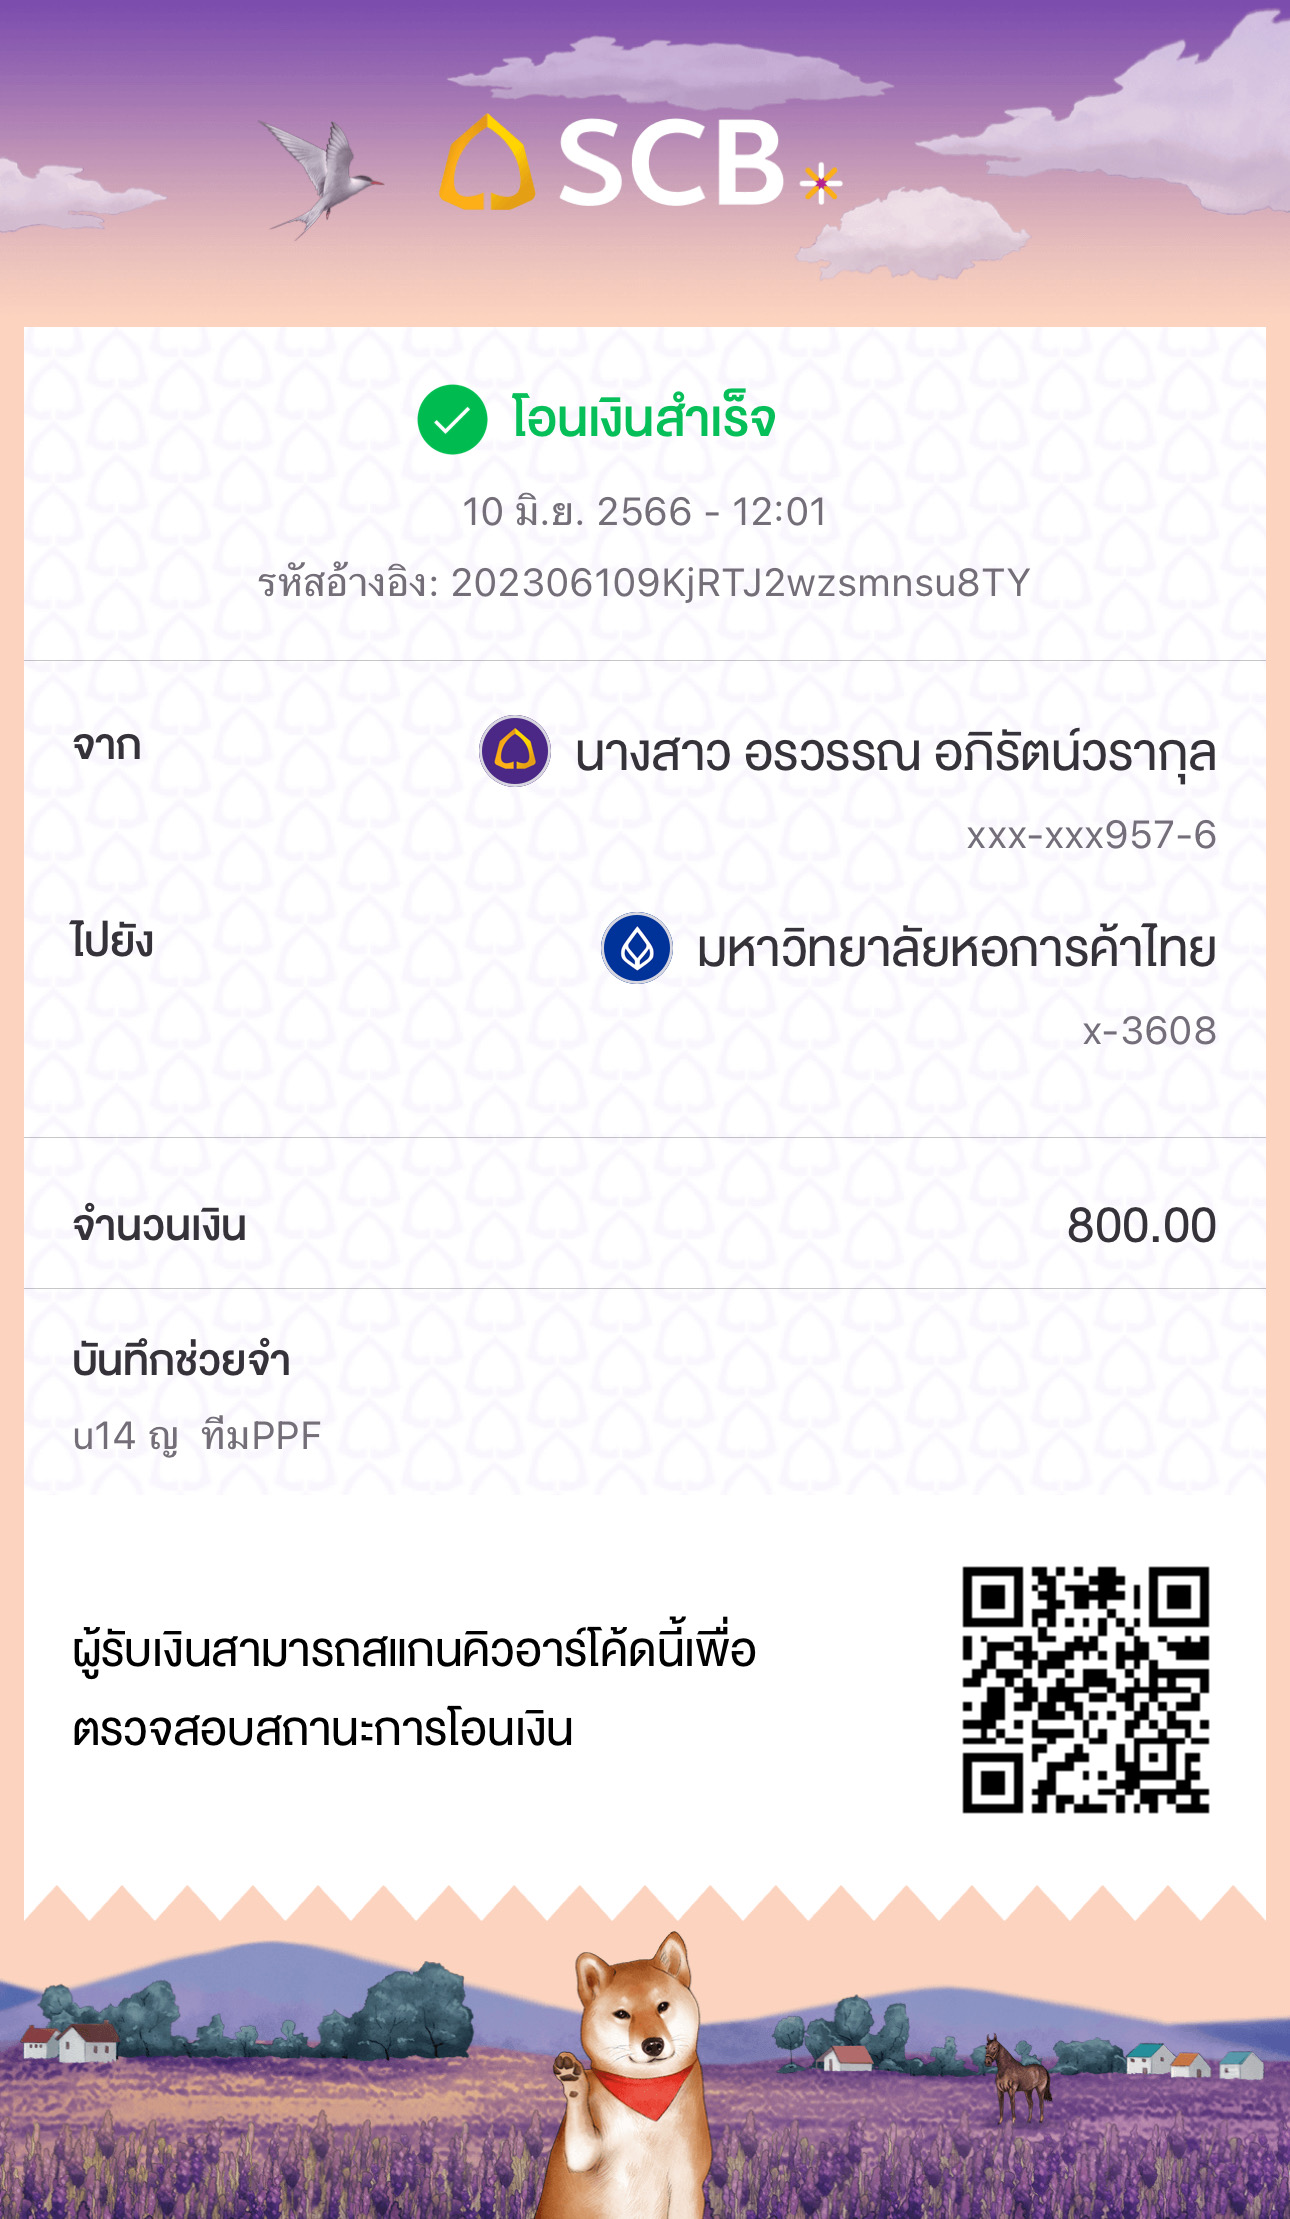 SCB
โอนเงินสำเร็จ
10 มิ.ย. 2566 - 12:01
รหัสอ้างอิง: 202306109KjRTJ2wzsmnsu8TY
จาก
นางสาว อรวรรณ อภิรัตน์วรากุล
xxx-xxx957-6
ไปยัง
มหาวิทยาลัยหอการค้าไทย
x-3608
จำนวนเงิน 800.00
บันทึกช่วยจำ
u14 ญ  ทีมPPF
ผู้รับเงินสามารถสแกนคิวอาร์โค้ดนี้เพื่อ
ตรวจสอบสถานะการโอนเงิน